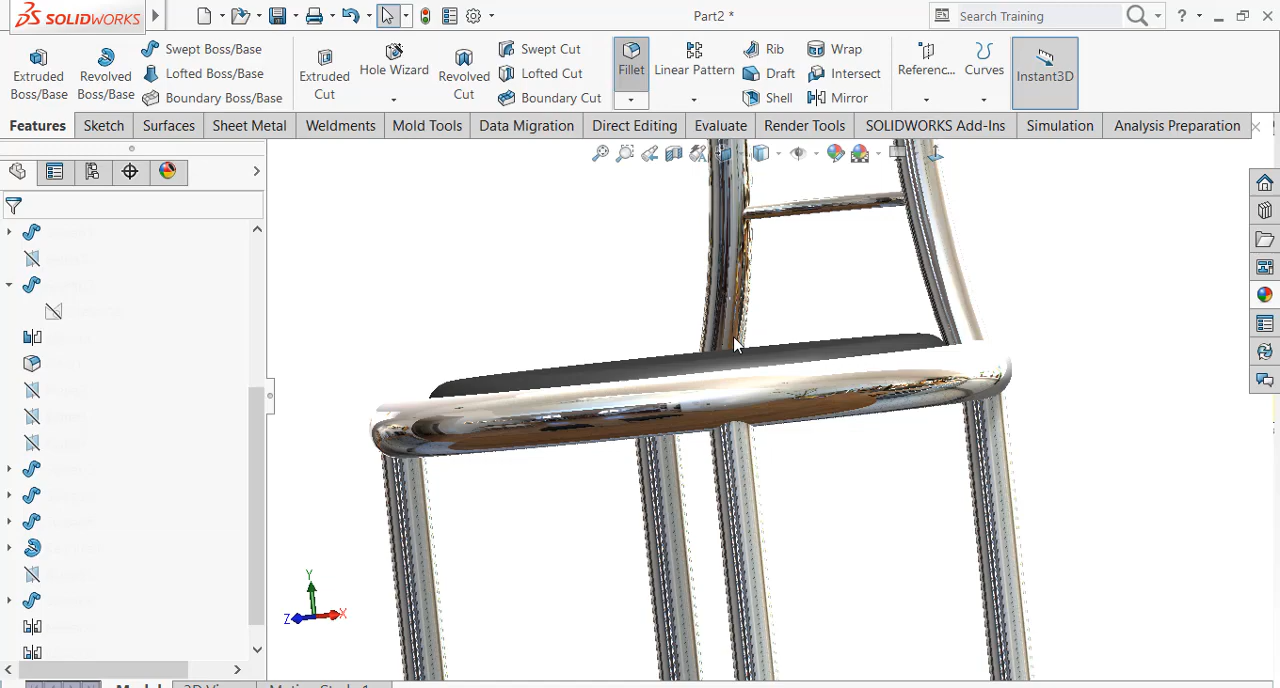 SOLIDWORKS
Part2 *
Search Training
?
Extruded Boss/Base
Revolved Boss/Base
Swept Boss/Base
Lofted Boss/Base
Boundary Boss/Base
Extruded Cut
Hole Wizard
Revolved Cut
Swept Cut
Lofted Cut
Boundary Cut
Fillet
Linear Pattern
Rib
Draft
Shell
Wrap
Intersect
Mirror
Referenc...
Curves
Instant3D
Features
Sketch
Surfaces
Sheet Metal
Weldments
Mold Tools
Data Migration
Direct Editing
Evaluate
Render Tools
SOLIDWORKS Add-Ins
Simulation
Analysis Preparation
Y
Z
X